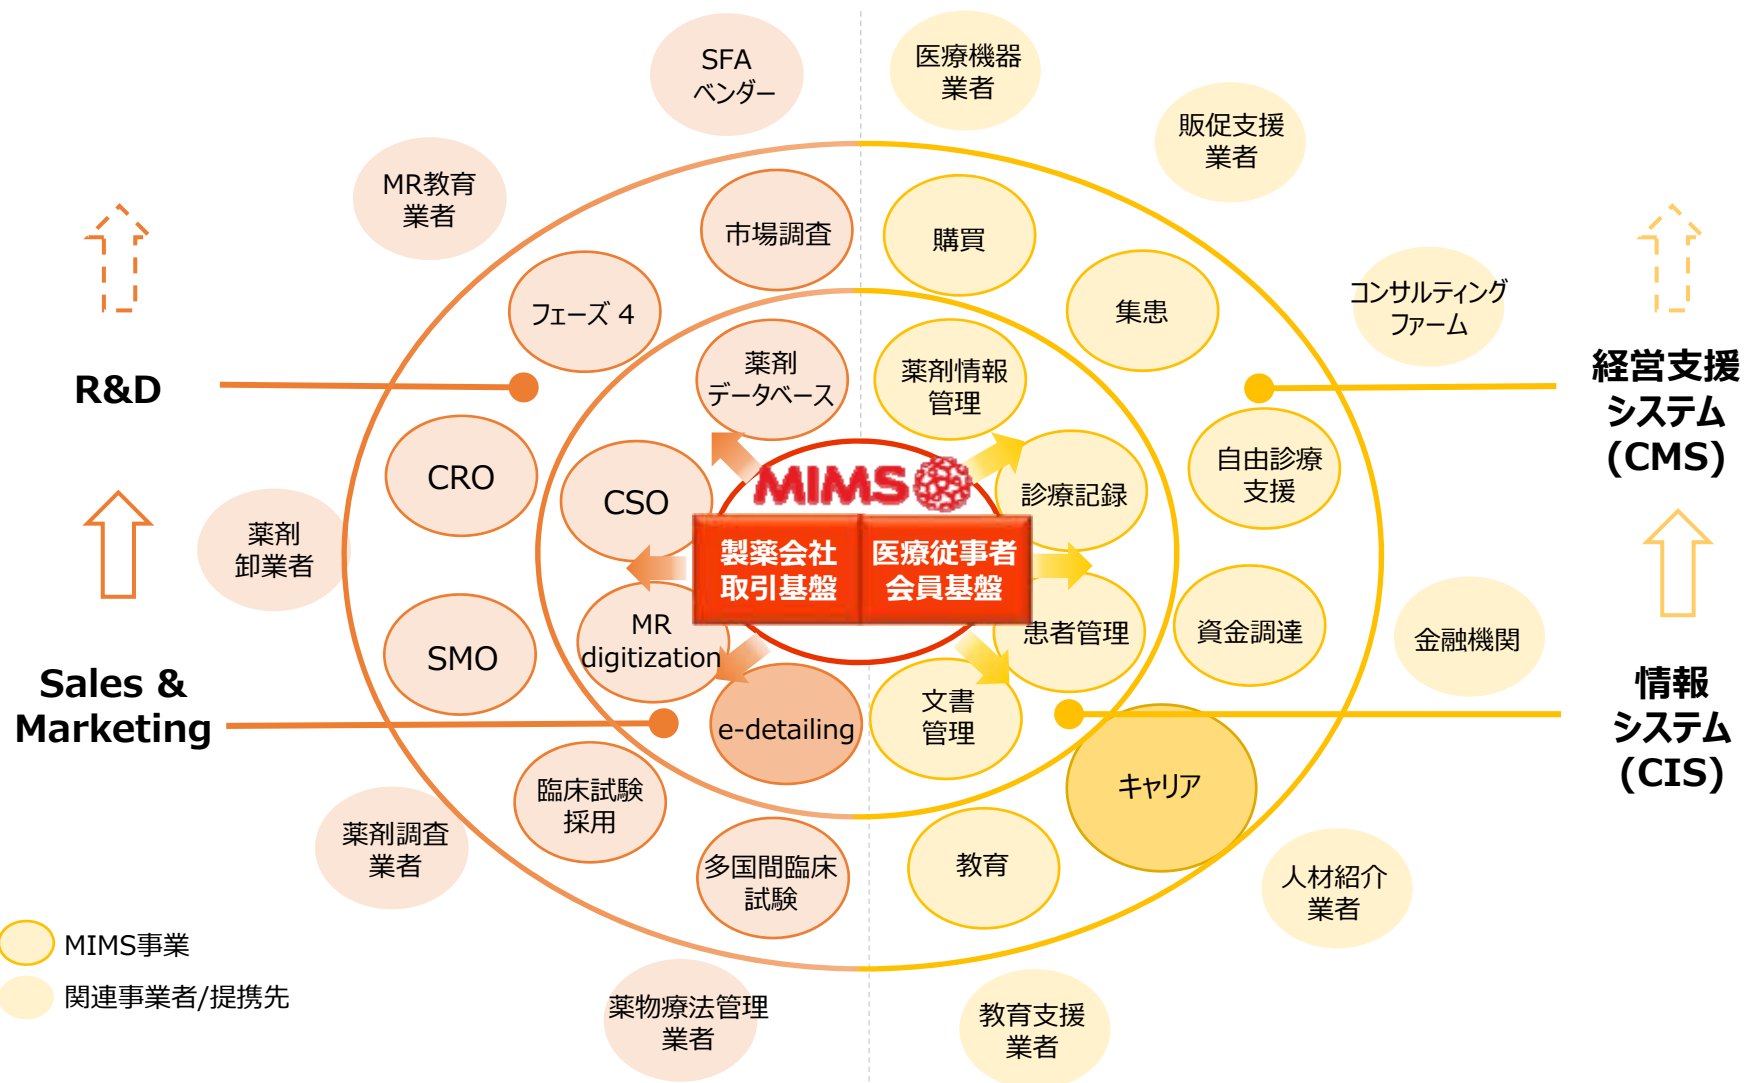 SFA
ベンダー
医療機器
業者
販促支援
業者
MR教育
業者
市場調査
購買
コンサルティング
ファーム
フェーズ 4
集患
R&D
薬剤
データベース
薬剤情報
管理
経営支援
システム
(CMS)
CRO
CSO
MIMS
診療記録
自由診療
支援
薬剤
卸業者
製薬会社
取引基盤
医療従事者
会員基盤
SMO
MR
digitization
患者管理
資金調達
金融機関
Sales &
Marketing
e-detailing
文書
管理
情報
システム
(CIS)
臨床試験
採用
キャリア
薬剤調査
業者
多国間臨床
試験
教育
人材紹介
業者
MIMS事業
関連事業者/提携先
薬物療法管理
業者
教育支援
業者